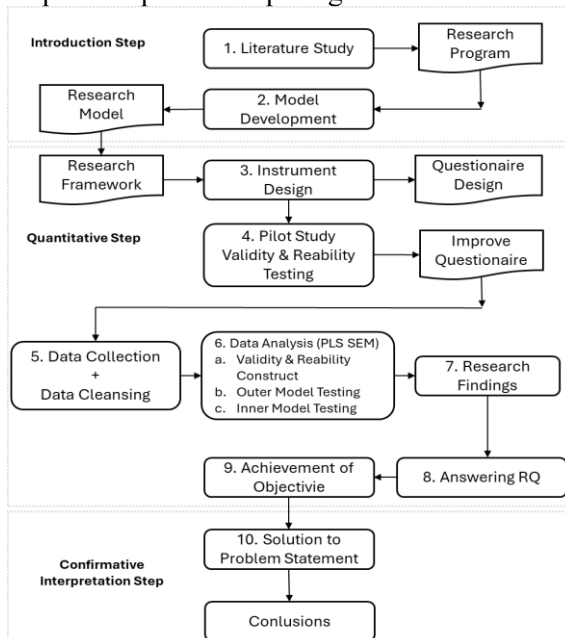 Introduction Step
1. Literature Study
Research
Program
Research
Model
2. Model
Development
Research
Framework
3. Instrument
Design
Questionaire
Design
Quantitative Step
4. Pilot Study
Validity & Reability
Testing
Improve
Questionaire
5. Data Collection
+
Data Cleansing
6. Data Analysis (PLS SEM)
a. Validity & Reability
Construct
b. Outer Model Testing
c. Inner Model Testing
7. Research
Findings
9. Achievement of
Objectivie
8. Answering RQ
10. Solution to
Problem Statement
Confirmative
Interpretation Step
Conlusions